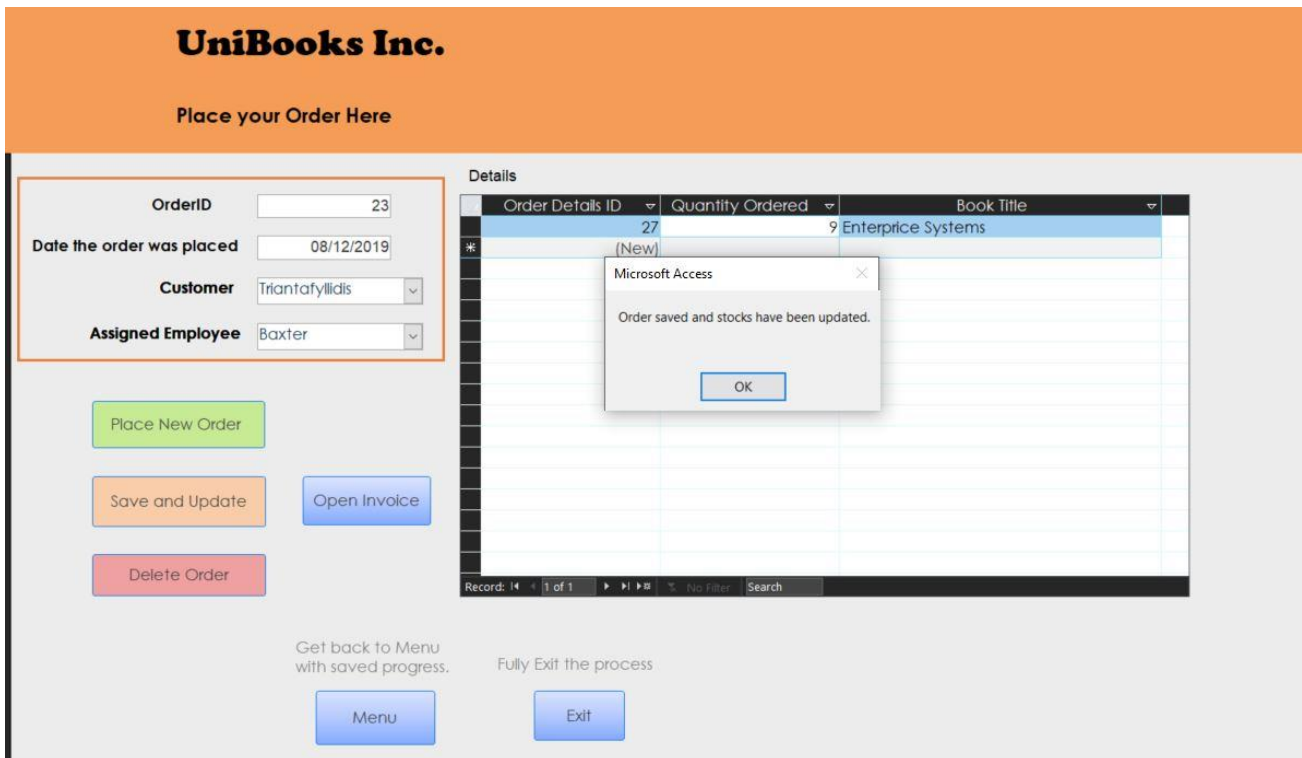 UniBooks Inc.
Place your Order Here
OrderID 23
Date the order was placed 08/12/2019
Customer Triantafyllidis
Assigned Employee Baxter
Place New Order
Save and Update Open Invoice
Delete Order
Details
Order Details ID Quantity Ordered Book Title
27 9 Enterprice Systems
(New)
Microsoft Access
Order saved and stocks have been updated.
OK
Record: 1 of 1 No Filter Search
Get back to Menu
with saved progress.
Menu
Fully Exit the process
Exit